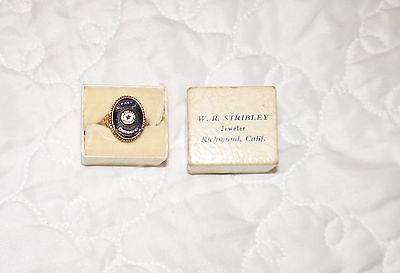 W. R. STRIBLEY
Jeweler
Richmond, Calif.